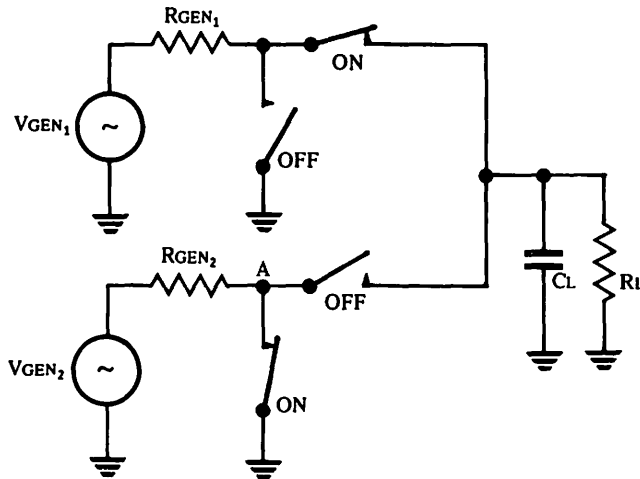 RGEN1
ON
VGEN1
~
OFF
RGEN2
A
OFF
CL
RL
VGEN2
~
ON